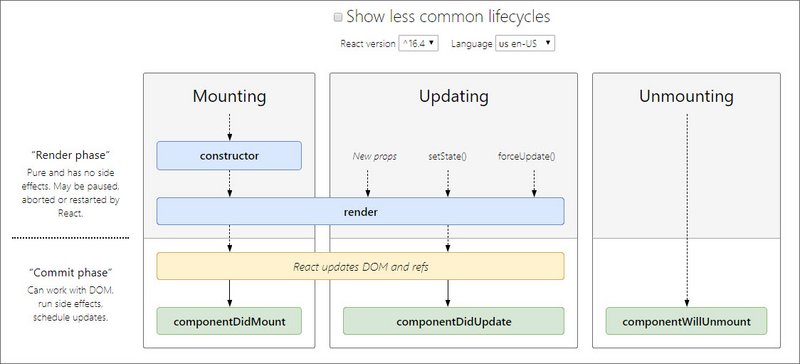 Show less common lifecycles
React version ^16.4 Language us en-US
Mounting
Updating
Unmounting
"Render phase"
Pure and has no side
effects. May be paused,
aborted or restarted by
React.
constructor
New props
setState()
forceUpdate()
render
"Commit phase"
Can work with DOM,
run side effects,
schedule updates.
React updates DOM and refs
componentDidMount
componentDidUpdate
componentWillUnmount